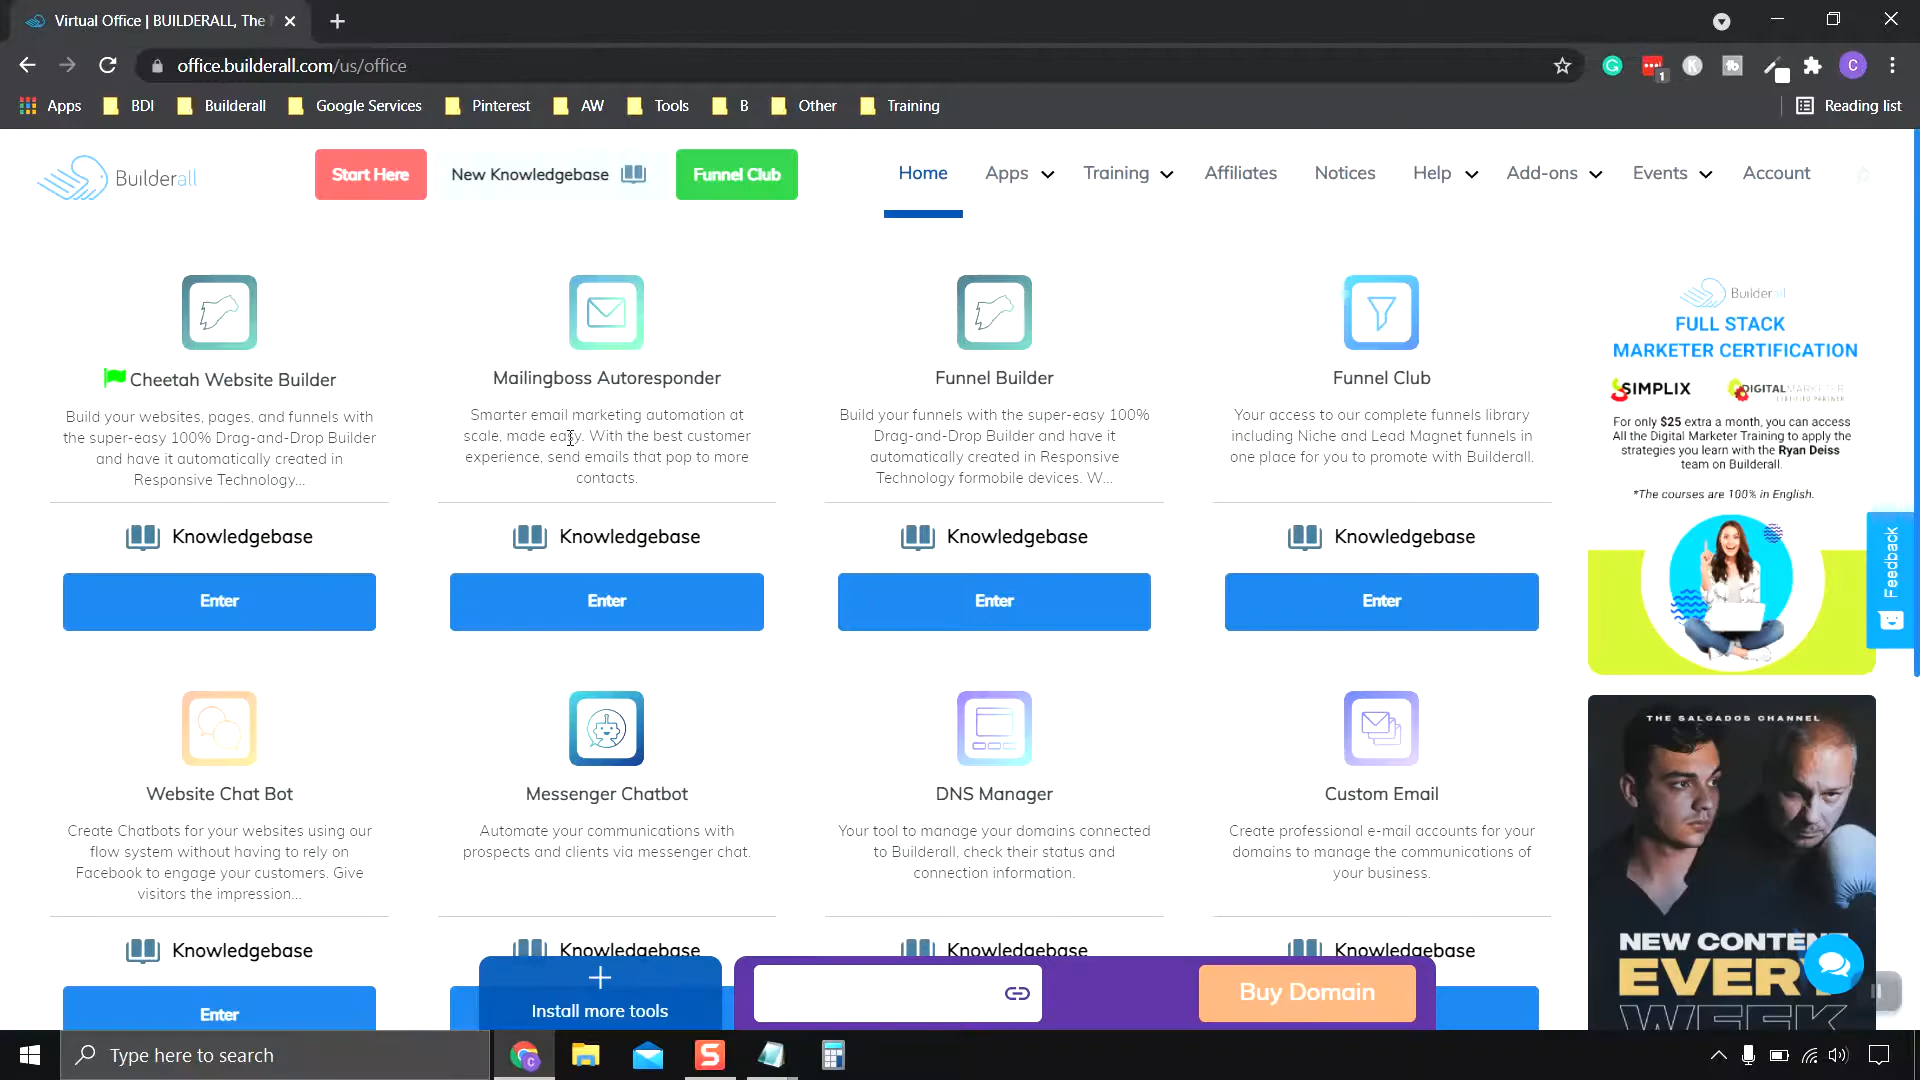 Virtual Office | BUILDERALL, The
office.builderall.com/us/office
1
C
Apps
BDI
Builderall
Google Services
Pinterest
AW
Tools
B
Other
Training
Reading list
Builderall
Start Here
New Knowledgebase
Funnel Club
Home
Apps
Training
Affiliates
Notices
Help
Add-ons
Events
Account
Cheetah Website Builder
Build your websites, pages, and funnels with
the super-easy 100% Drag-and-Drop Builder
and have it automatically created in
Responsive Technology...
Knowledgebase
Enter
Mailingboss Autoresponder
Smarter email marketing automation at
scale, made easy. With the best customer
experience, send emails that pop to more
contacts.
Knowledgebase
Enter
Funnel Builder
Build your funnels with the super-easy 100%
Drag-and-Drop Builder and have it
automatically created in Responsive
Technology formobile devices. W...
Knowledgebase
Enter
Funnel Club
Your access to our complete funnels library
including Niche and Lead Magnet funnels in
one place for you to promote with Builderall.
Knowledgebase
Enter
Builderall
FULL STACK
MARKETER CERTIFICATION
SIMPLIX
DIGITALMARKETER
CERTIFIED PARTNER
For only $25 extra a month, you can access
All the Digital Marketer Training to apply the
strategies you learn with the Ryan Deiss
team on Builderall.
*The courses are 100% in English.
Feedback
Website Chat Bot
Create Chatbots for your websites using our
flow system without having to rely on
Facebook to engage your customers. Give
visitors the impression...
Knowledgebase
Enter
Messenger Chatbot
Automate your communications with
prospects and clients via messenger chat.
Knowledgebase
DNS Manager
Your tool to manage your domains connected
to Builderall, check their status and
connection information.
Knowledgebase
Custom Email
Create professional e-mail accounts for your
domains to manage the communications of
your business.
Knowledgebase
THE SALGADOS CHANNEL
NEW CONTENT
EVERY
WEEK
Install more tools
Buy Domain
Type here to search